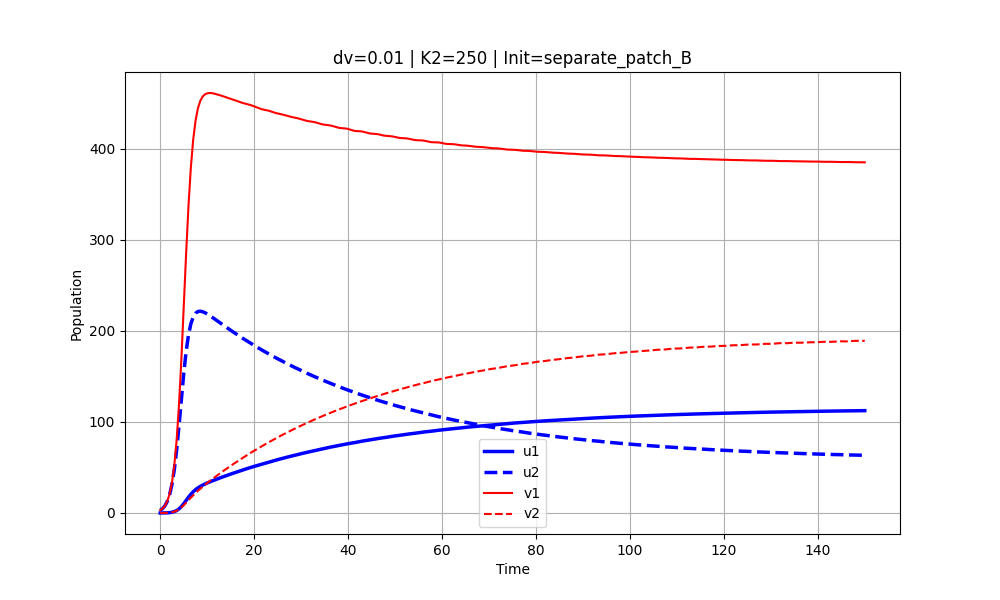 dv=0.01 | K2=250 | Init=separate_patch_B
Population
400
300
200
100
0
0 20 40 60 80 100 120 140
Time
u1
u2
v1
v2